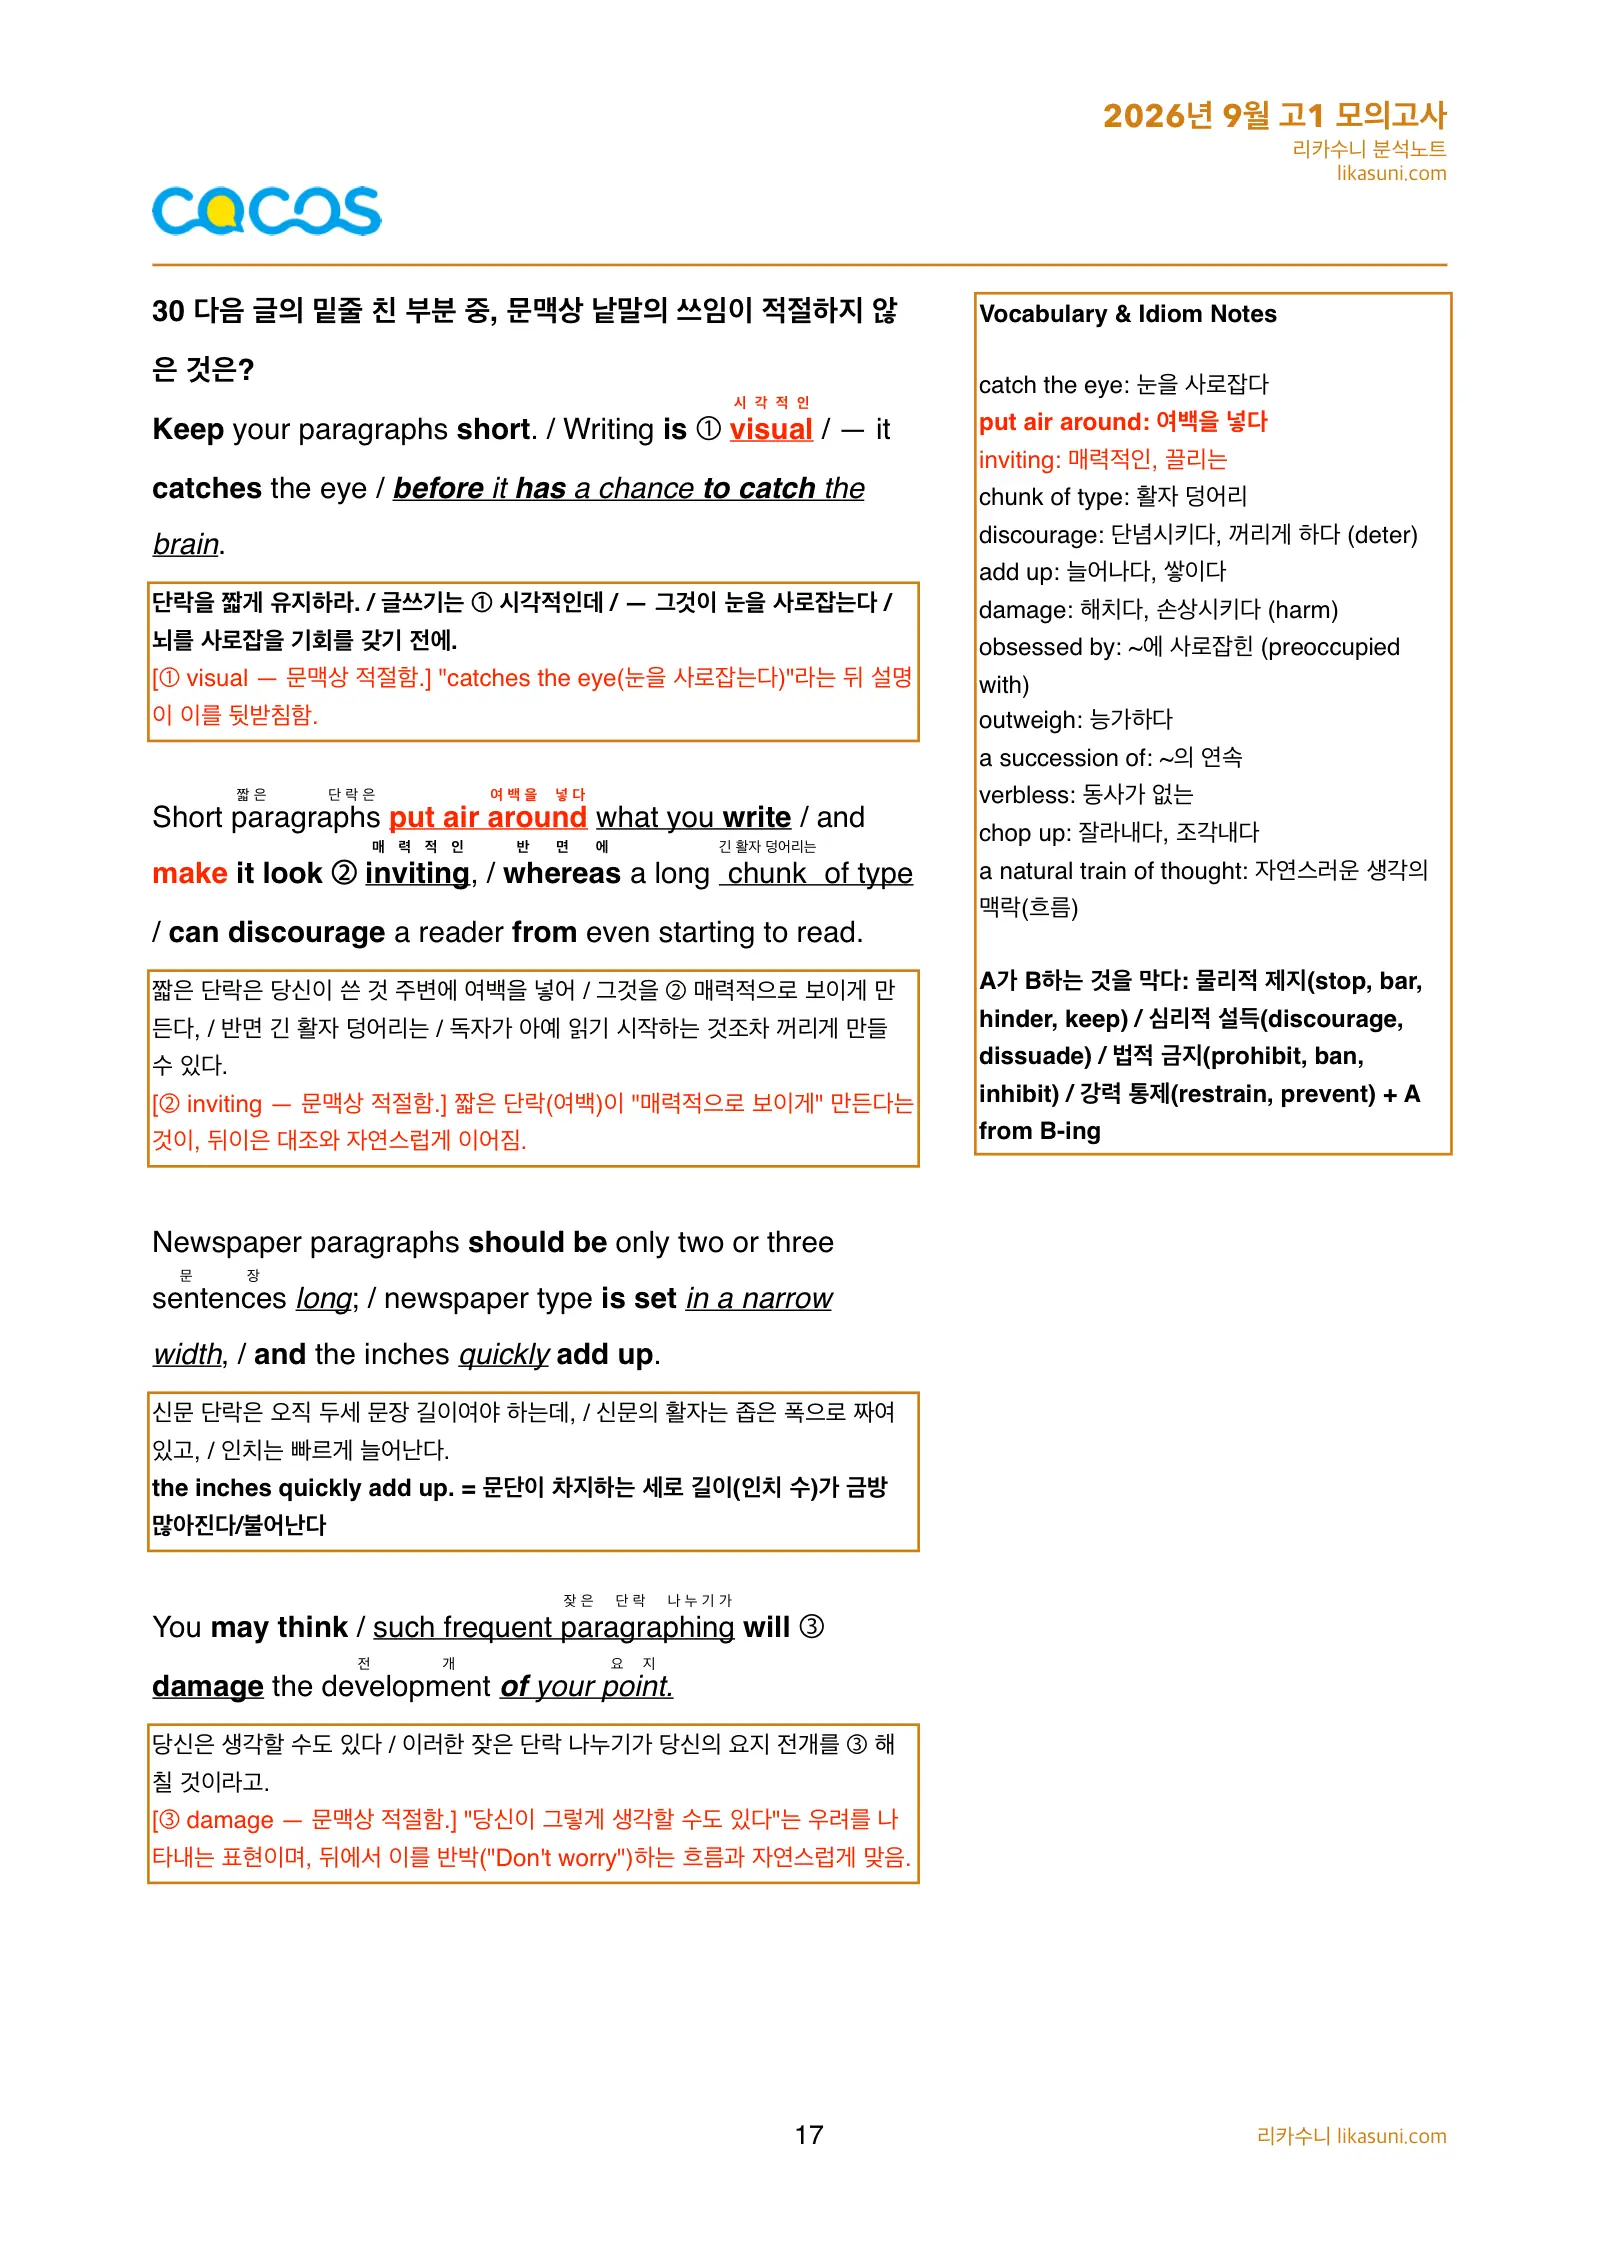 2026년 9월 고1 모의고사
리카수니 분석노트
likasuni.com
cacos
30 다음 글의 밑줄 친 부분 중, 문맥상 낱말의 쓰임이 적절하지 않
은 것은?
시각적인
Keep your paragraphs short. / Writing is ① visual / — it
catches the eye / before it has a chance to catch the
brain.
단락을 짧게 유지하라. / 글쓰기는 ① 시각적인데 / — 그것이 눈을 사로잡는다 /
뇌를 사로잡을 기회를 갖기 전에.
[① visual — 문맥상 적절함.] "catches the eye(눈을 사로잡는다)"라는 뒤 설명
이 이를 뒷받침함.
짧은 단락은 여백을 넣다
Short paragraphs put air around what you write / and
매력적인 반면에 긴 활자 덩어리는
make it look ② inviting, / whereas a long chunk of type
/ can discourage a reader from even starting to read.
짧은 단락은 당신이 쓴 것 주변에 여백을 넣어 / 그것을 ② 매력적으로 보이게 만
든다, / 반면 긴 활자 덩어리는 / 독자가 아예 읽기 시작하는 것조차 꺼리게 만들
수 있다.
[② inviting — 문맥상 적절함.] 짧은 단락(여백)이 "매력적으로 보이게" 만든다는
것이, 뒤이은 대조와 자연스럽게 이어짐.
Newspaper paragraphs should be only two or three
문장
sentences long; / newspaper type is set in a narrow
width, / and the inches quickly add up.
신문 단락은 오직 두세 문장 길이여야 하는데, / 신문의 활자는 좁은 폭으로 짜여
있고, / 인치는 빠르게 늘어난다.
the inches quickly add up. = 문단이 차지하는 세로 길이(인치 수)가 금방
많아진다/불어난다
잦은 단락 나누기가
You may think / such frequent paragraphing will ③
전개 요지
damage the development of your point.
당신은 생각할 수도 있다 / 이러한 잦은 단락 나누기가 당신의 요지 전개를 ③ 해
칠 것이라고.
[③ damage — 문맥상 적절함.] "당신이 그렇게 생각할 수도 있다"는 우려를 나
타내는 표현이며, 뒤에서 이를 반박("Don't worry")하는 흐름과 자연스럽게 맞음.
Vocabulary & Idiom Notes
catch the eye: 눈을 사로잡다
put air around: 여백을 넣다
inviting: 매력적인, 끌리는
chunk of type: 활자 덩어리
discourage: 단념시키다, 꺼리게 하다 (deter)
add up: 늘어나다, 쌓이다
damage: 해치다, 손상시키다 (harm)
obsessed by: ~에 사로잡힌 (preoccupied
with)
outweigh: 능가하다
a succession of: ~의 연속
verbless: 동사가 없는
chop up: 잘라내다, 조각내다
a natural train of thought: 자연스러운 생각의
맥락(흐름)
A가 B하는 것을 막다: 물리적 제지(stop, bar,
hinder, keep) / 심리적 설득(discourage,
dissuade) / 법적 금지(prohibit, ban,
inhibit) / 강력 통제(restrain, prevent) + A
from B-ing
17
리카수니 likasuni.com